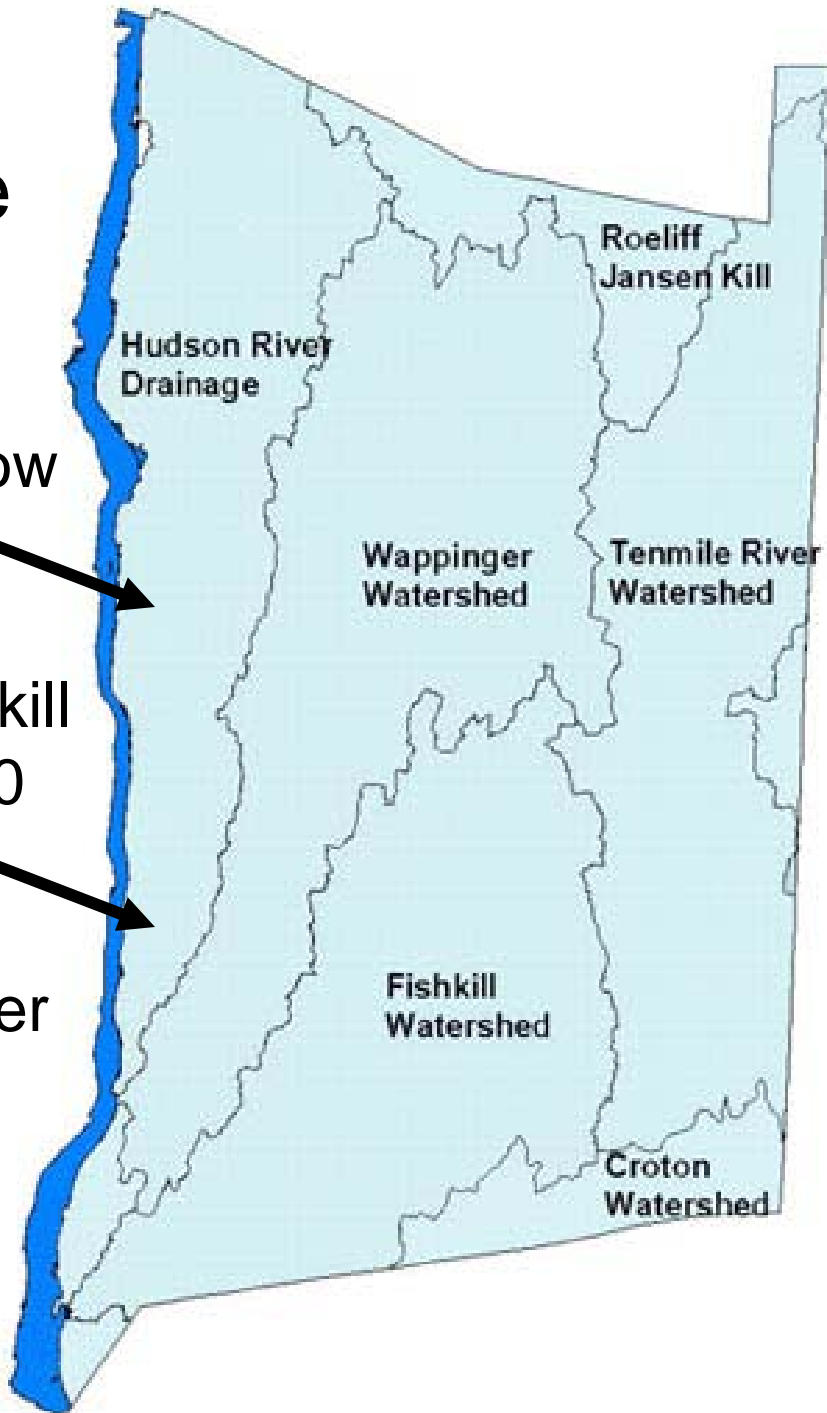 e
Roeliff
Jansen Kill
Hudson River
Drainage
ow
Wappinger
Watershed
Tenmile River
Watershed
kill
0
Fishkill
Watershed
er
Croton
Watershed